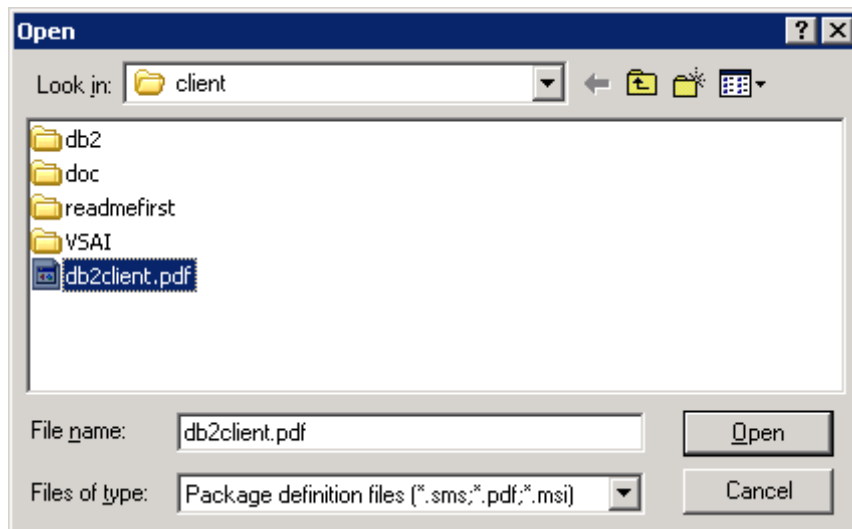 Open
Look in: client
db2
doc
readmefirst
VSAI
db2client.pdf
File name: db2client.pdf Open
Files of type: Package definition files (*.sms;*.pdf;*.msi) Cancel